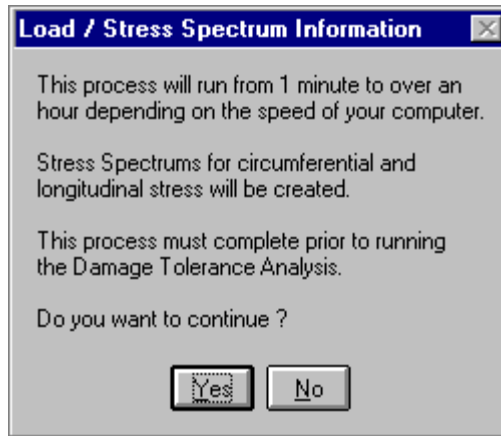 Load / Stress Spectrum Information
This process will run from 1 minute to over an
hour depending on the speed of your computer.
Stress Spectrums for circumferential and
longitudinal stress will be created.
This process must complete prior to running
the Damage Tolerance Analysis.
Do you want to continue ?
Yes
No